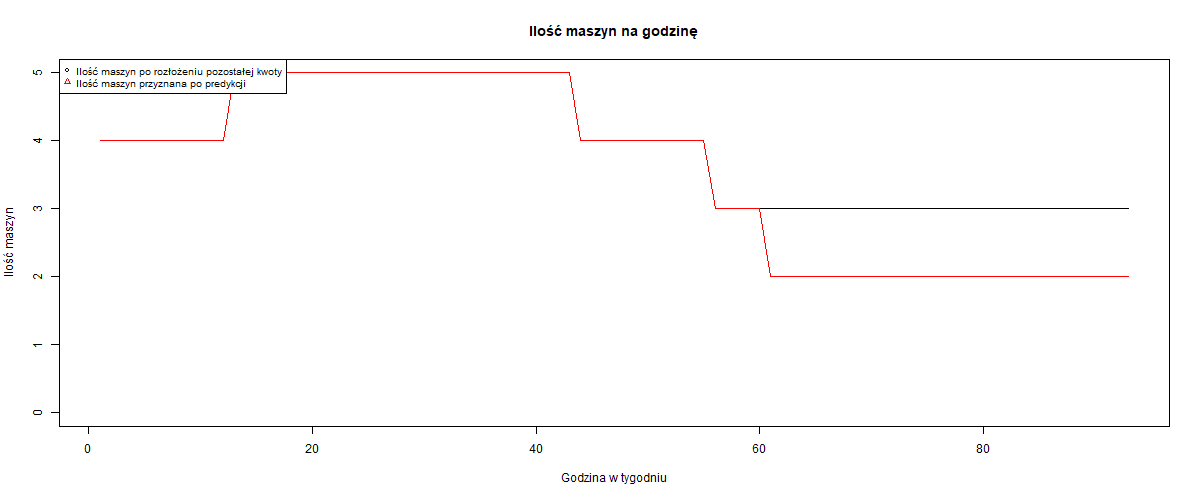 Ilość maszyn na godzinę
Ilość maszyn po rozłożeniu pozostałej kwoty
Ilość maszyn przyznana po predykcji
Ilość maszyn
5
4
3
2
1
0
0 20 40 60 80
Godzina w tygodniu